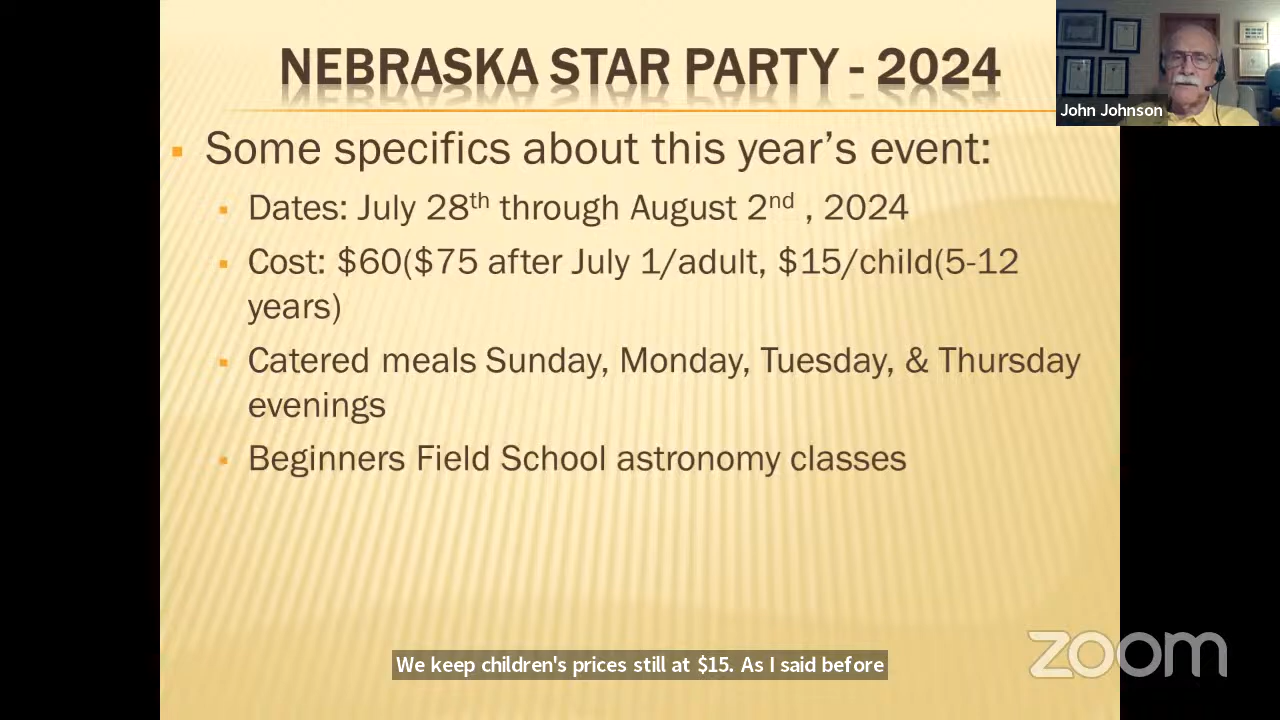 NEBRASKA STAR PARTY - 2024
John Johnson
Some specifics about this year’s event:
Dates: July 28th through August 2nd , 2024
Cost: $60($75 after July 1/adult, $15/child(5-12
years)
Catered meals Sunday, Monday, Tuesday, & Thursday
evenings
Beginners Field School astronomy classes
We keep children's prices still at $15. As I said before
zoom